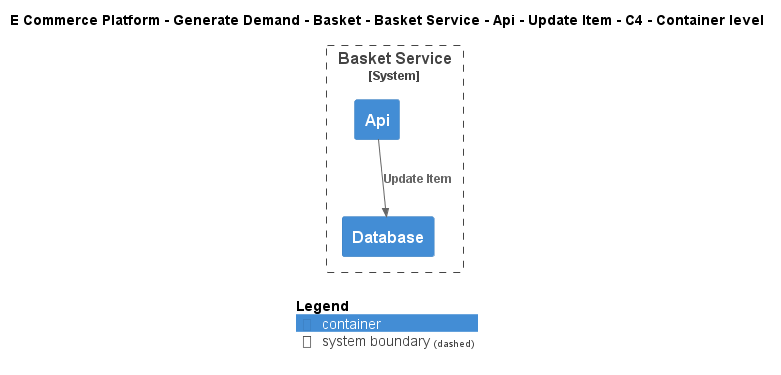 E Commerce Platform - Generate Demand - Basket - Basket Service - Api - Update Item - C4 - Container level
Basket Service
[System]
Api
Update Item
Database
Legend
container
system boundary (dashed)